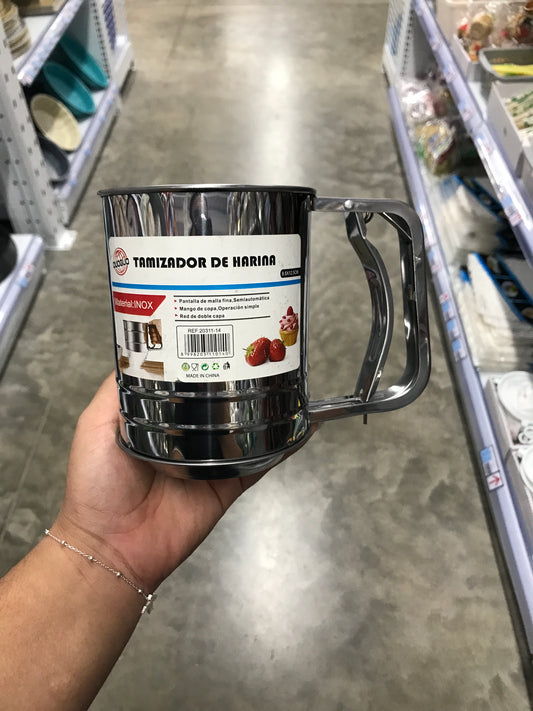 TAMIZADOR DE HARINA
Material:INOX
Pantalla de malla fina,Semiautomática
Mango de copa,Operación simple
Red de doble capa
REF:20311-14
MADE IN CHINA